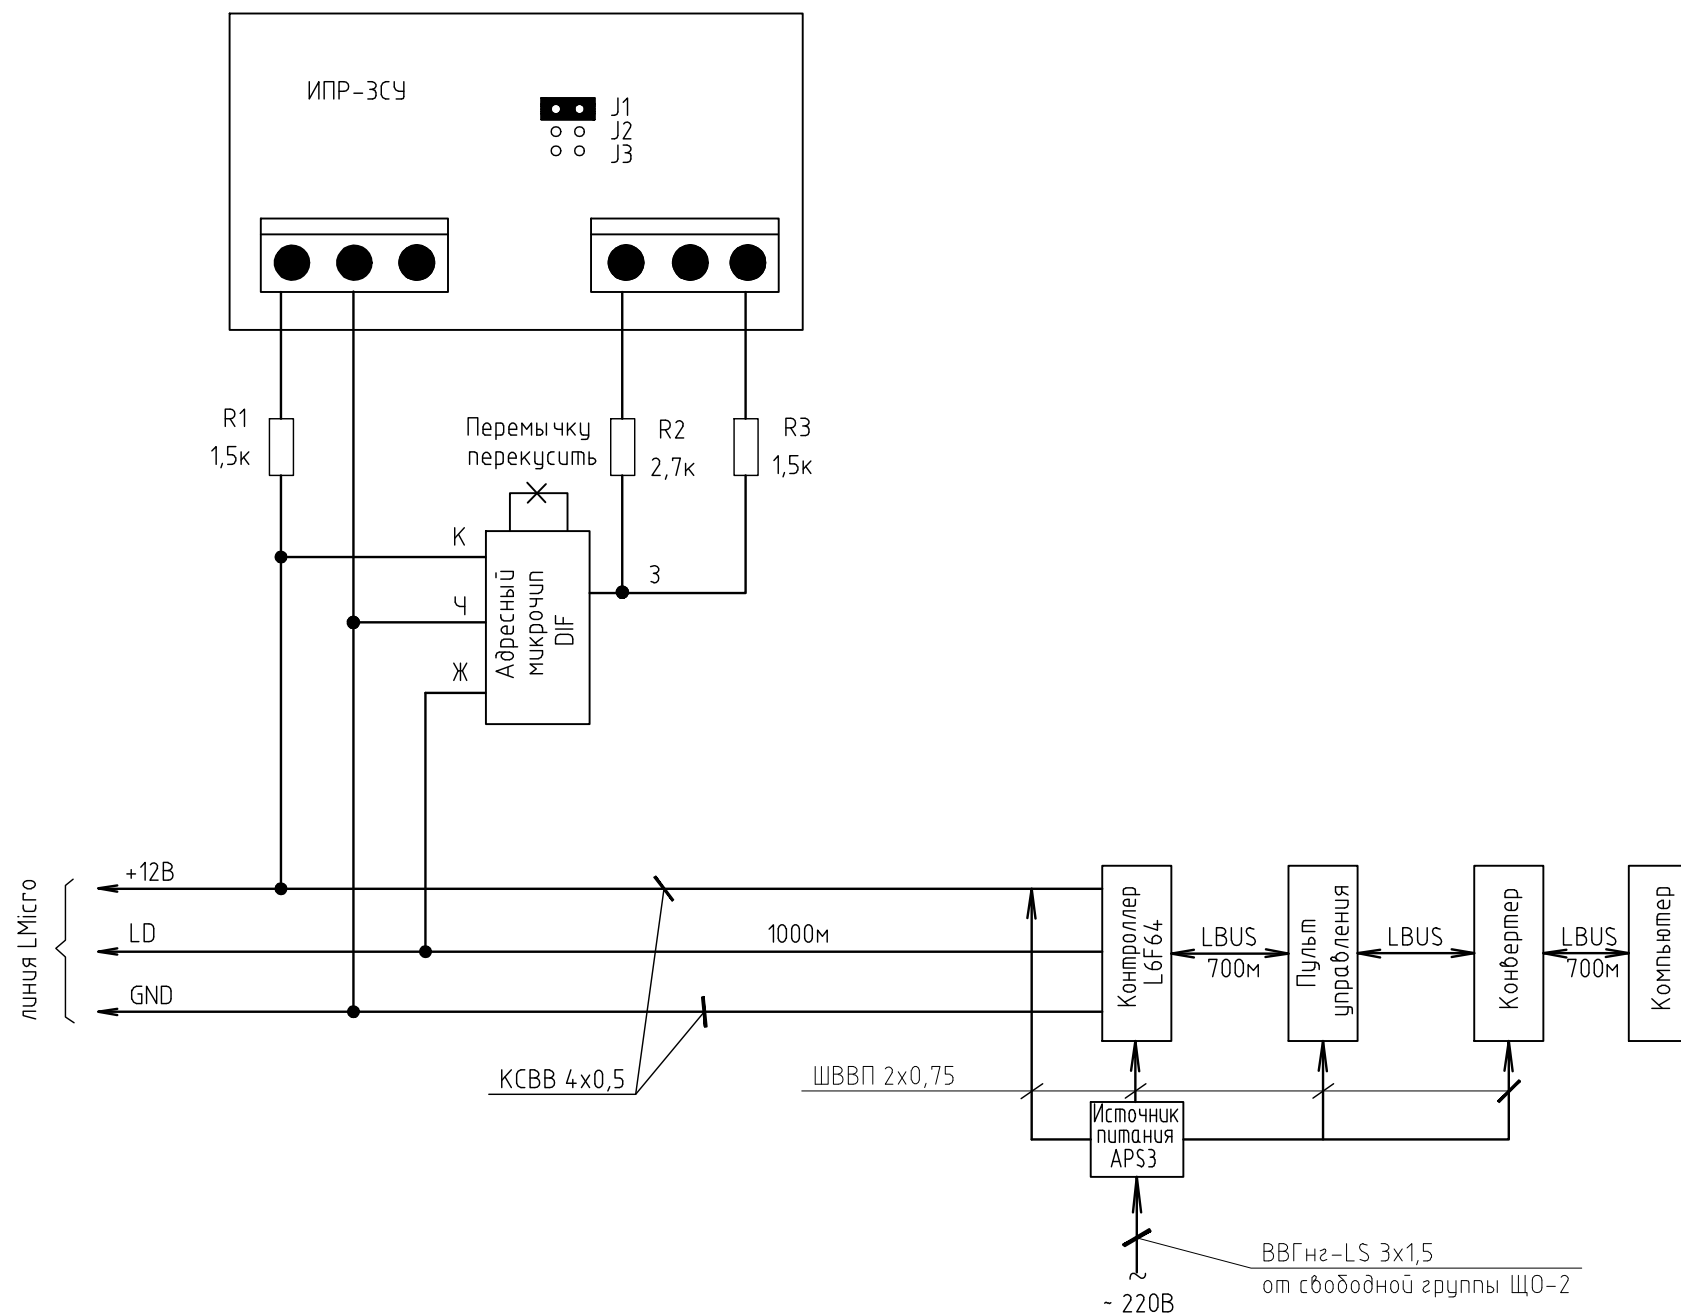 ИПР-3СУ
J1
J2
J3
R1
1,5к
Перемычку
перекусить
R2
2,7к
R3
1,5к
К
Ч
Ж
З
Адресный
микрочип
DIF
линия LMicro
+12В
LD
GND
1000м
Контроллер
L6F64
LBUS
700м
Пульт
управления
LBUS
Конвертер
LBUS
700м
Компьютер
КСВВ 4х0,5
ШВВП 2х0,75
Источник
питания
APS3
ВВГнг-LS 3х1,5
от свободной группы ЩО-2
~
~ 220В